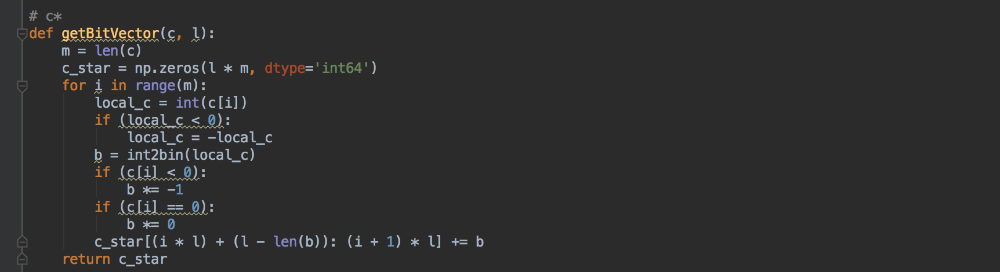 # c*
def getBitVector(c, l):
    m = len(c)
    c_star = np.zeros(l * m, dtype='int64')
    for i in range(m):
        local_c = int(c[i])
        if (local_c < 0):
            local_c = -local_c
        b = int2bin(local_c)
        if (c[i] < 0):
            b *= -1
        if (c[i] == 0):
            b *= 0
        c_star[(i * l) + (l - len(b)): (i + 1) * l] += b
    return c_star